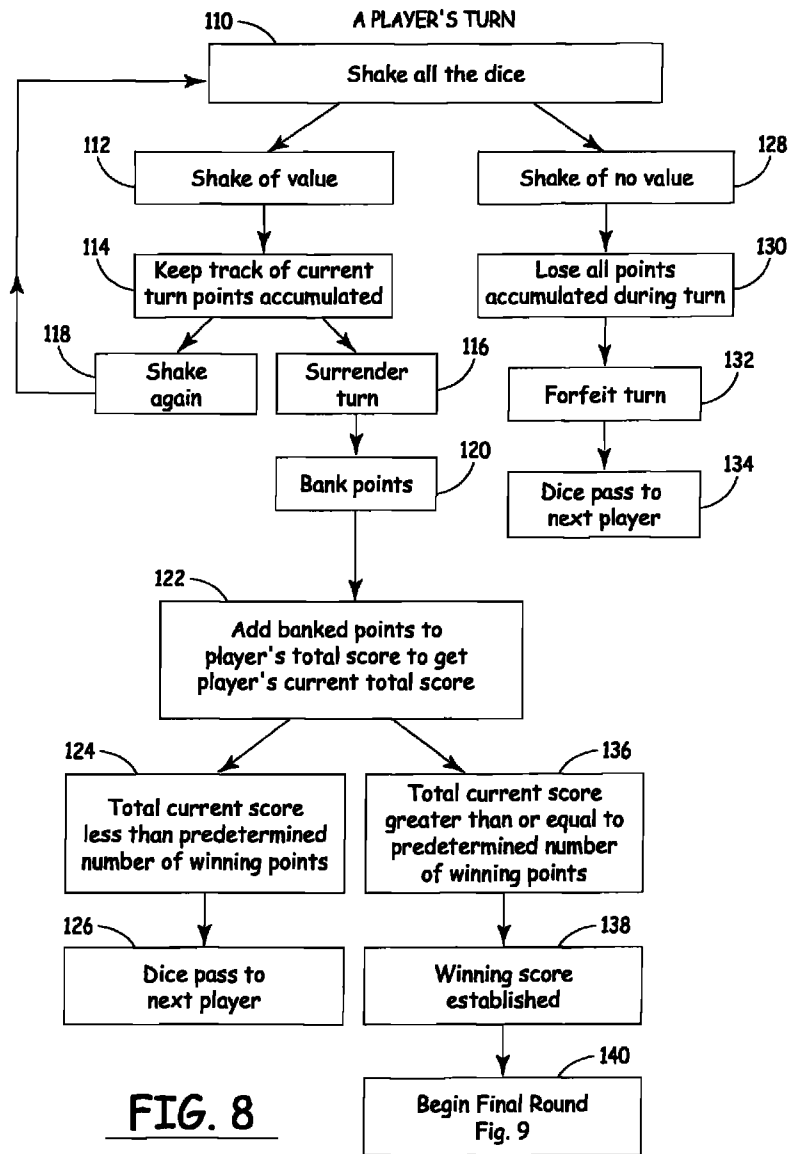 A PLAYER'S TURN
110
Shake all the dice
112
Shake of value
128
Shake of no value
114
Keep track of current
turn points accumulated
130
Lose all points
accumulated during turn
118
Shake
again
116
Surrender
turn
132
Forfeit turn
120
Bank points
134
Dice pass to
next player
122
Add banked points to
player's total score to get
player's current total score
124
Total current score
less than predetermined
number of winning points
136
Total current score
greater than or equal to
predetermined number
of winning points
126
Dice pass to
next player
138
Winning score
established
140
Begin Final Round
Fig. 9
FIG. 8